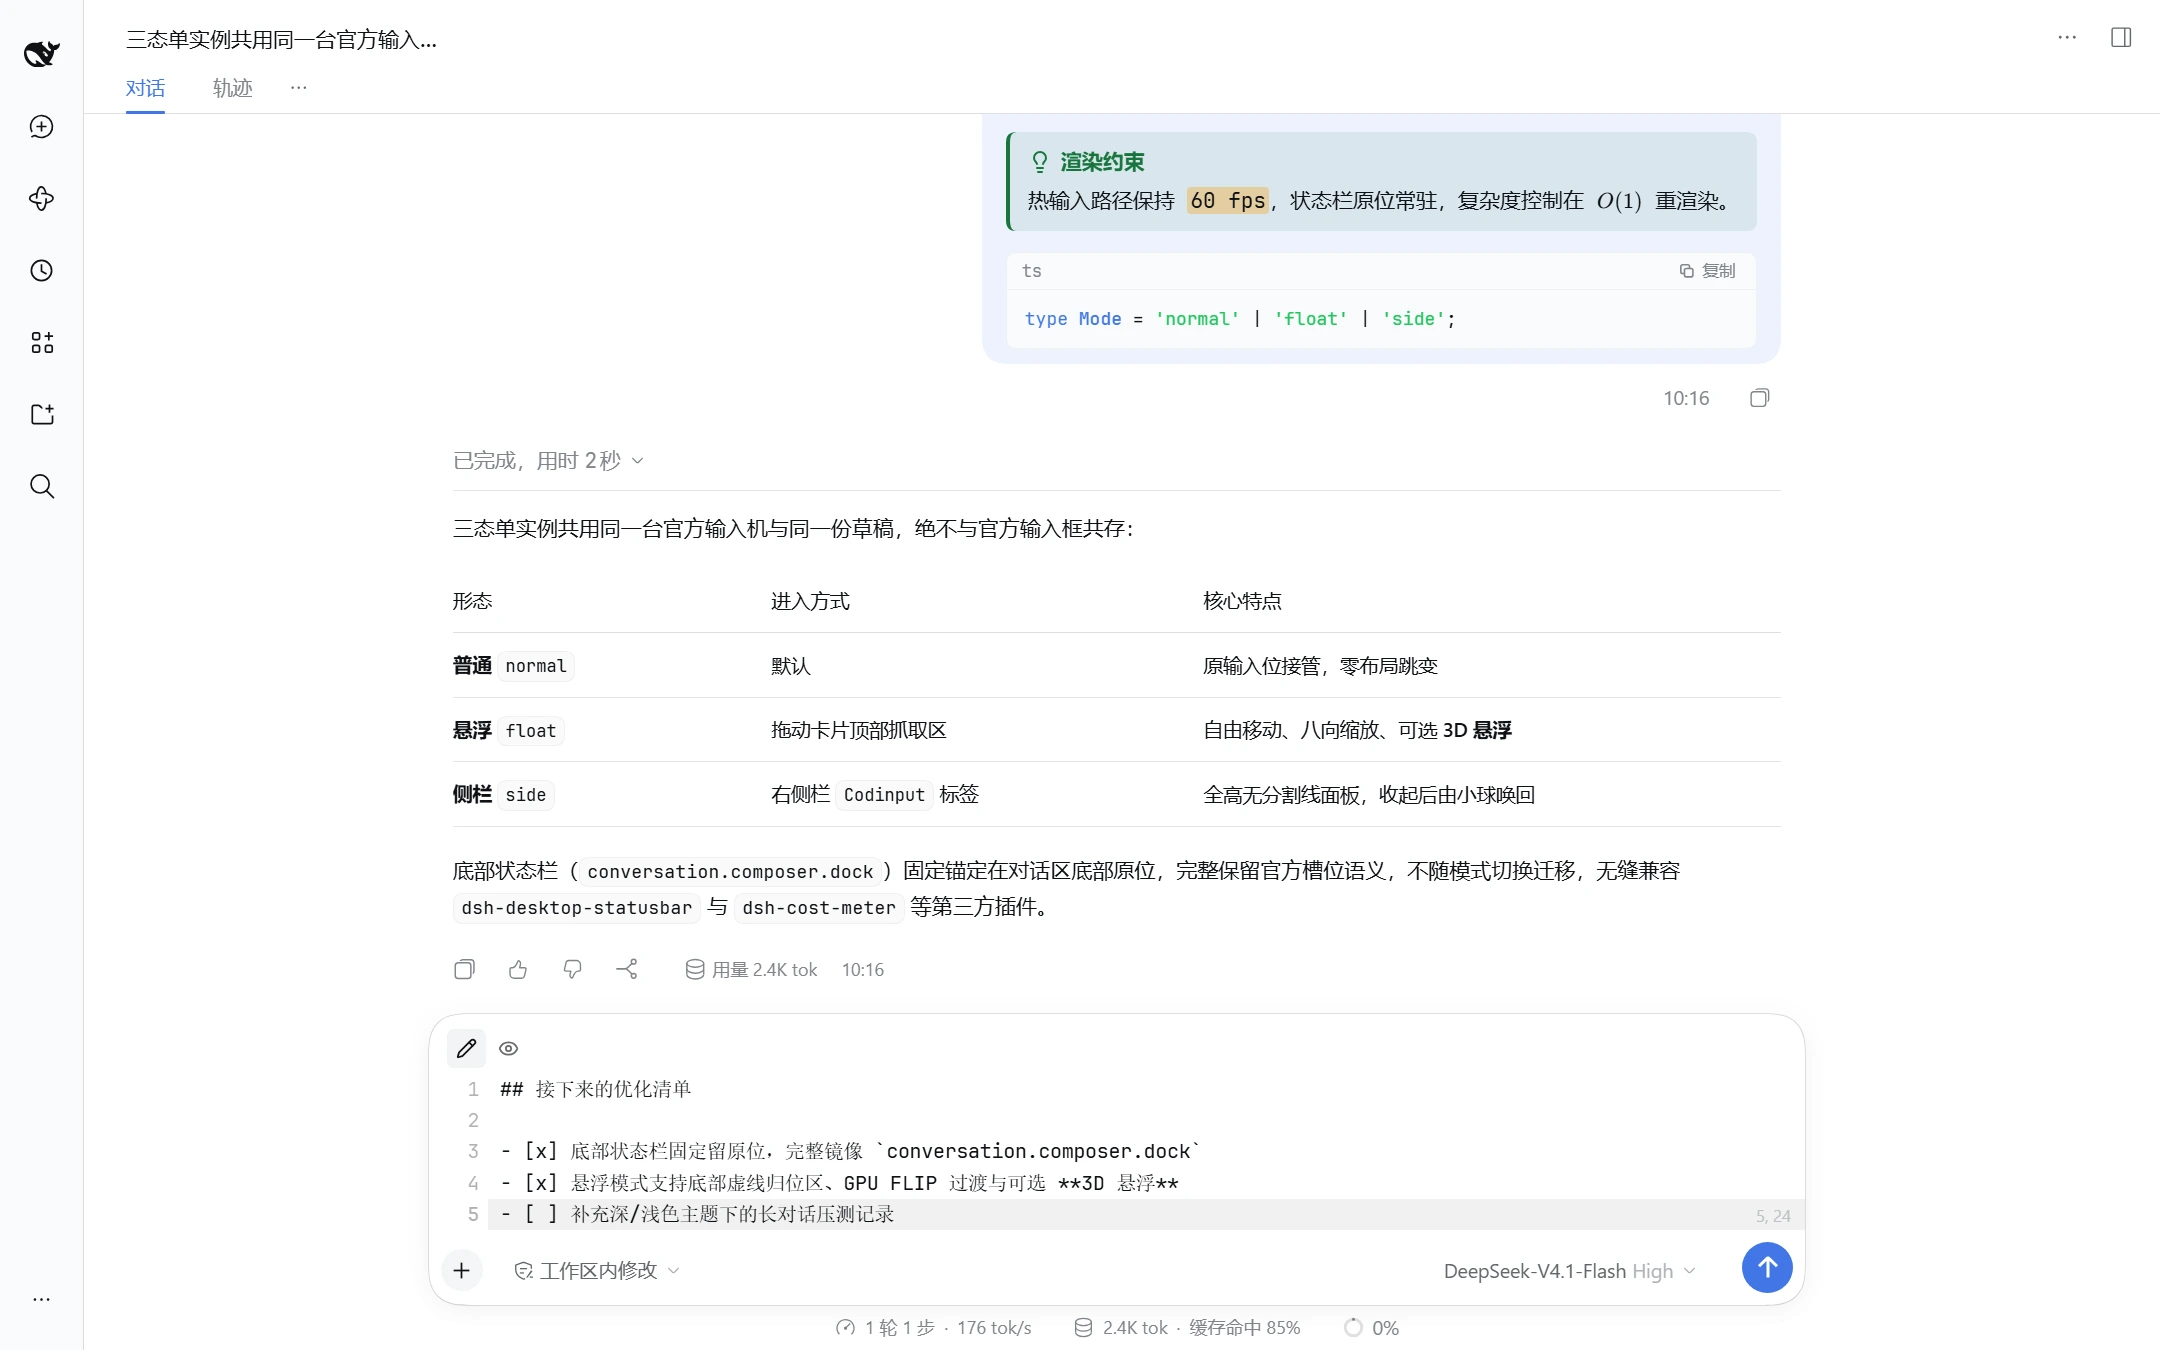 三态单实例共用同一台官方输入...
对话 轨迹 ...
渲染约束
热输入路径保持 60 fps，状态栏原位常驻，复杂度控制在 O(1) 重渲染。
ts 复制
type Mode = 'normal' | 'float' | 'side';
10:16
已完成，用时 2秒
三态单实例共用同一台官方输入机与同一份草稿，绝不与官方输入框共存：
形态 进入方式 核心特点
普通 normal 默认 原输入位接管，零布局跳变
悬浮 float 拖动卡片顶部抓取区 自由移动、八向缩放、可选 3D 悬浮
侧栏 side 右侧栏 Codinput 标签 全高无分割线面板，收起后由小球唤回
底部状态栏（conversation.composer.dock）固定锚定在对话区底部原位，完整保留官方槽位语义，不随模式切换迁移，无缝兼容
dsh-desktop-statusbar 与 dsh-cost-meter 等第三方插件。
用量 2.4K tok 10:16
1 ## 接下来的优化清单
2
3 - [x] 底部状态栏固定留原位，完整镜像 `conversation.composer.dock`
4 - [x] 悬浮模式支持底部虚线归位区、GPU FLIP 过渡与可选 **3D 悬浮**
5 - [ ] 补充深/浅色主题下的长对话压测记录 5, 24
工作区内修改 DeepSeek-V4.1-Flash High
1 轮 1 步 · 176 tok/s 2.4K tok · 缓存命中 85% 0%